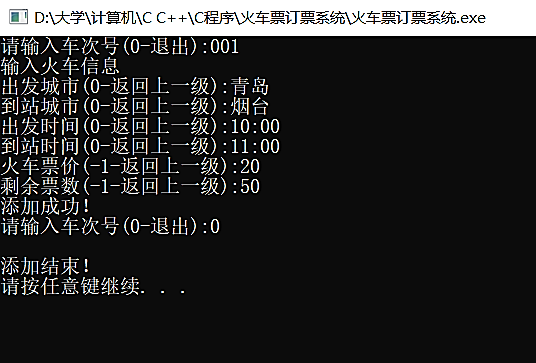 D:\大学\计算机\C C++\C程序\火车票订票系统\火车票订票系统.exe
请输入车次号(0-退出):001
输入火车信息
出发城市(0-返回上一级):青岛
到站城市(0-返回上一级):烟台
出发时间(0-返回上一级):10:00
到站时间(0-返回上一级):11:00
火车票价(-1-返回上一级):20
剩余票数(-1-返回上一级):50
添加成功!
请输入车次号(0-退出):0
添加结束!
请按任意键继续. . .